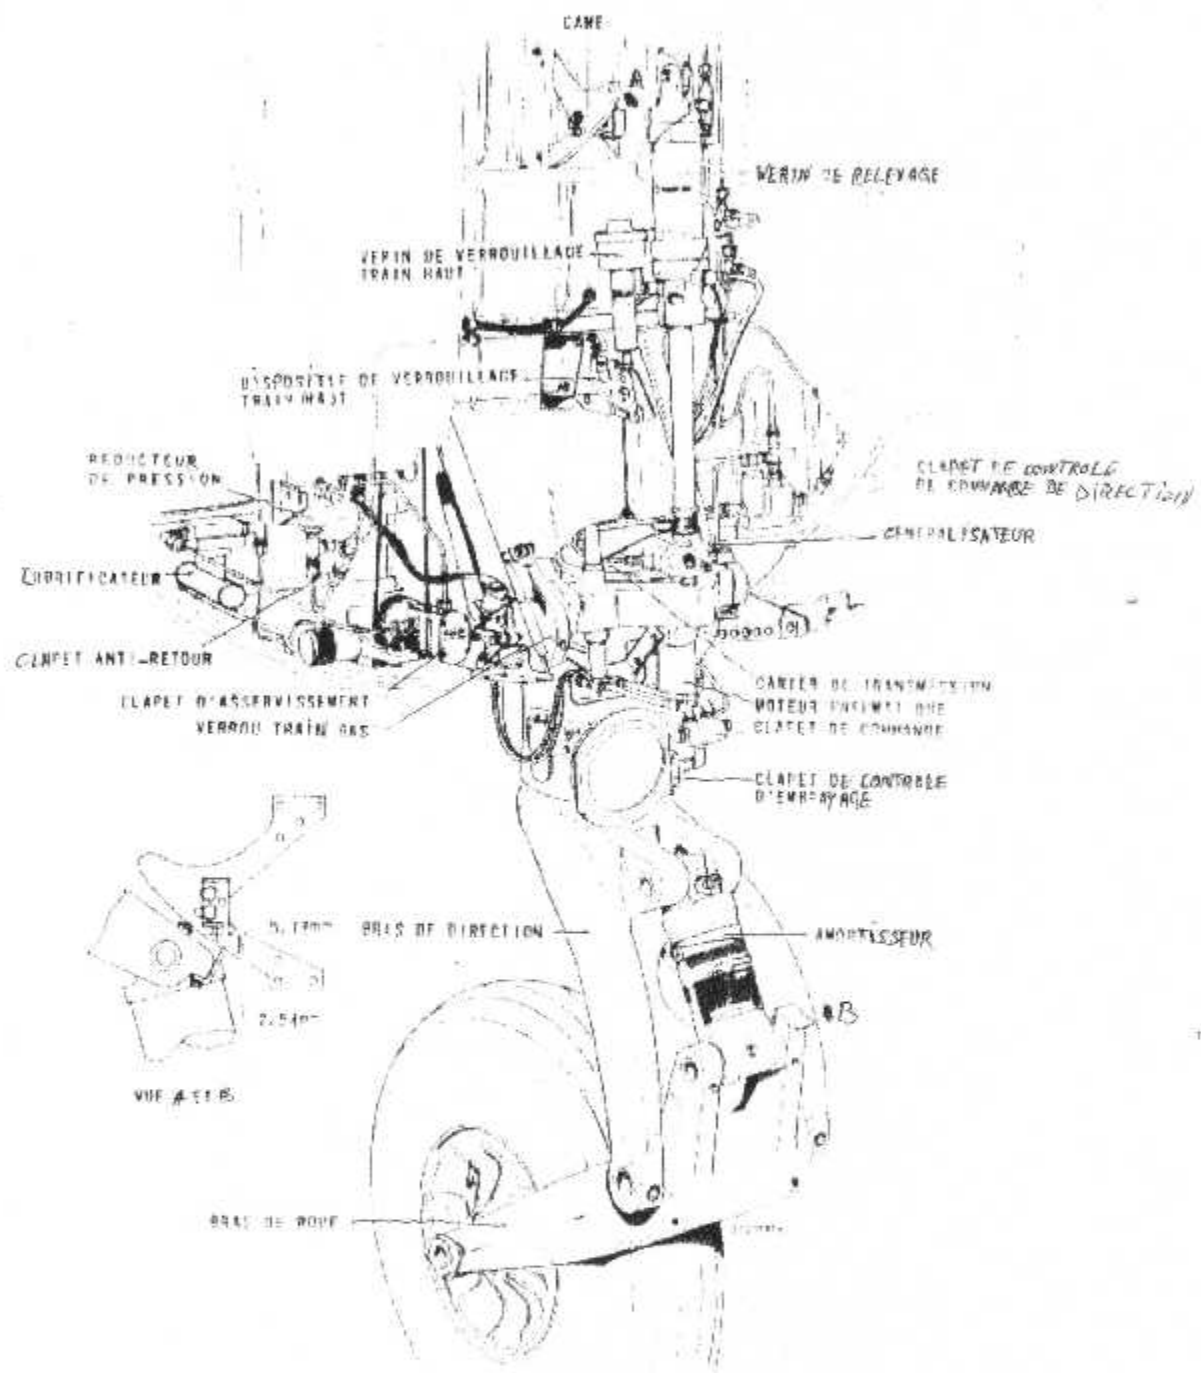 CAME
A
VERIN DE RELEVAGE
VERIN DE VERROUILLAGE
TRAIN HAUT
DISPOSITIF DE VERROUILLAGE
TRAIN HAUT
REDUCTEUR
DE PRESSION
CLAPET DE CONTROLE
DE COMMANDE DE DIRECTION
GENERALISATEUR
LUBRIFICATEUR
CLAPET ANTI-RETOUR
CLAPET D'ASSERVISSEMENT
VERROU TRAIN BAS
CARTER DE TRANSMISSION
MOTEUR PNEUMATIQUE
CLAPET DE COMMANDE
CLAPET DE CONTROLE
D'EMBRAYAGE
BRAS DE DIRECTION
AMORTISSEUR
2,54mm
B
VUE A ET B
BRAS DE ROUE